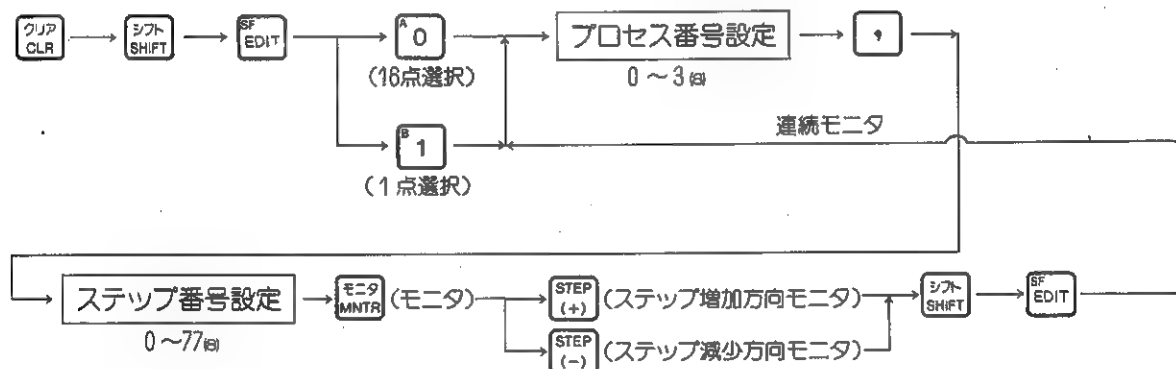 クリア CLR
シフト SHIFT
SF EDIT
A 0
(16点選択)
プロセス番号設定
0～3(8)
,
B 1
(1点選択)
連続モニタ
ステップ番号設定
0～77(8)
モニタ MNTR
(モニタ)
STEP (+)
(ステップ増加方向モニタ)
STEP (-)
(ステップ減少方向モニタ)
シフト SHIFT
SF EDIT